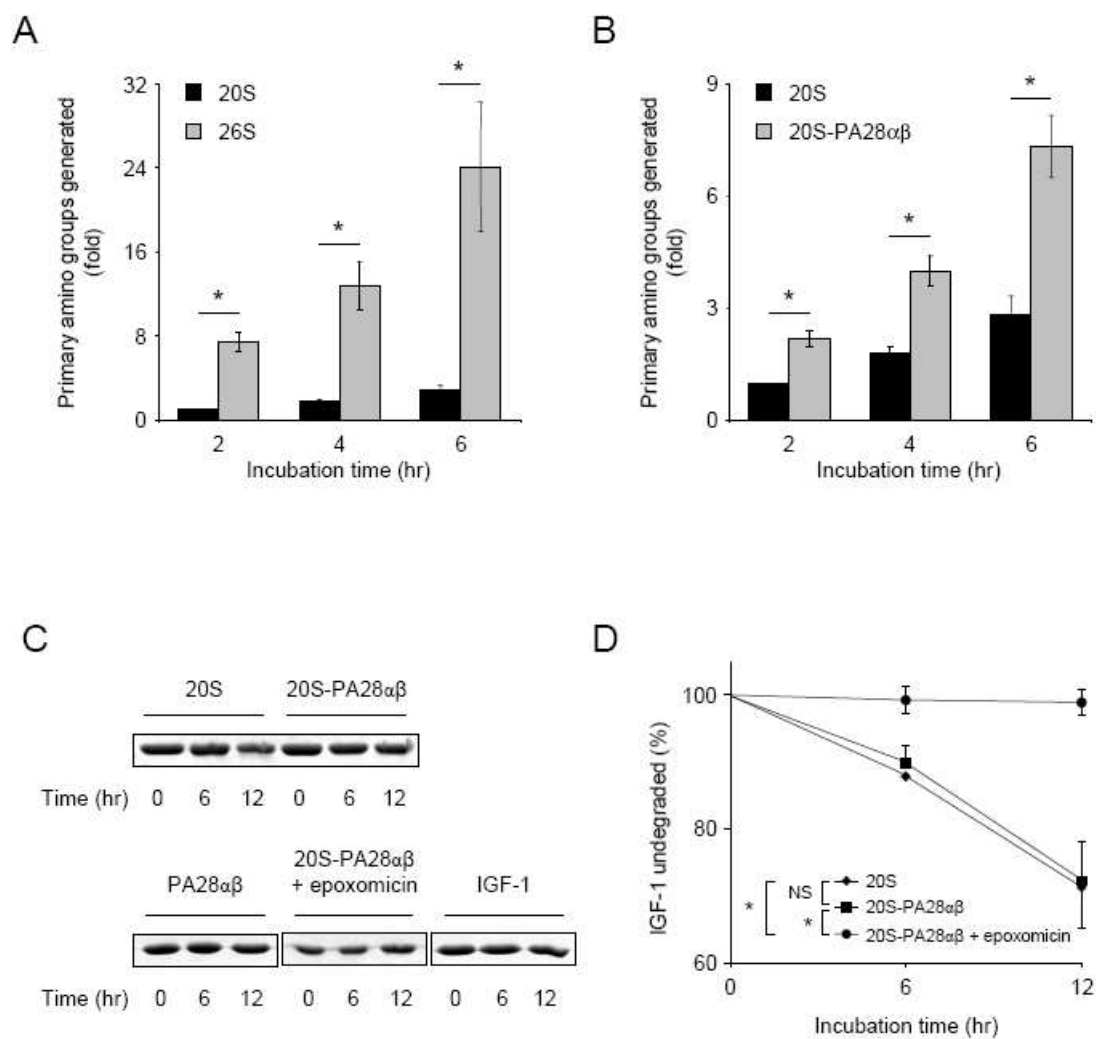 A
Primary amino groups generated
(fold)
32
24
16
8
0
20S
26S
*
*
*
2 4 6
Incubation time (hr)
B
Primary amino groups generated
(fold)
9
6
3
0
20S
20S-PA28αβ
*
*
*
2 4 6
Incubation time (hr)
C
20S 20S-PA28αβ
Time (hr) 0 6 12 0 6 12
PA28αβ
20S-PA28αβ
+ epoxomicin
IGF-1
Time (hr) 0 6 12 0 6 12 0 6 12
D
IGF-1 undegraded (%)
100
80
60
* NS *
20S
20S-PA28αβ
20S-PA28αβ + epoxomicin
0 6 12
Incubation time (hr)